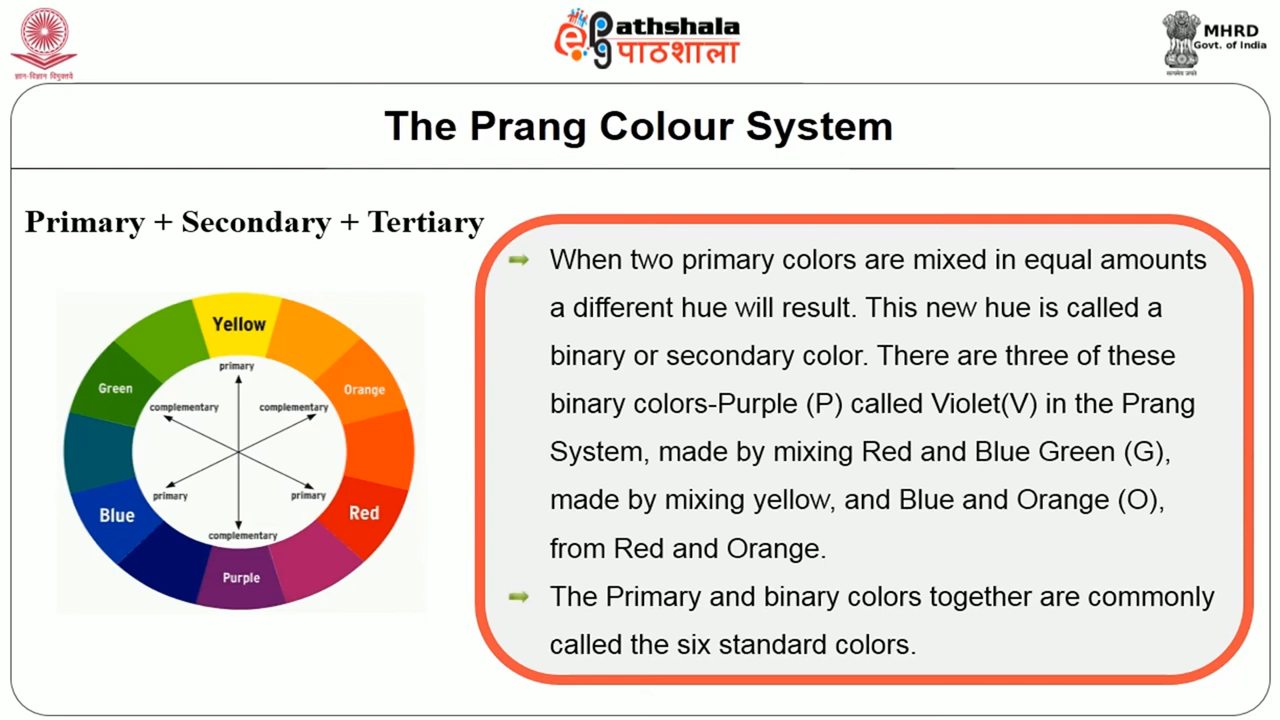 ज्ञान-विज्ञान विमुक्तये
ePathshala
पाठशाला
MHRD
Govt. of India
सत्यमेव जयते
The Prang Colour System
Primary + Secondary + Tertiary
Yellow
Green
Orange
Blue
Red
Purple
primary
complementary
complementary
primary
primary
complementary
When two primary colors are mixed in equal amounts
a different hue will result. This new hue is called a
binary or secondary color. There are three of these
binary colors-Purple (P) called Violet(V) in the Prang
System, made by mixing Red and Blue Green (G),
made by mixing yellow, and Blue and Orange (O),
from Red and Orange.
The Primary and binary colors together are commonly
called the six standard colors.